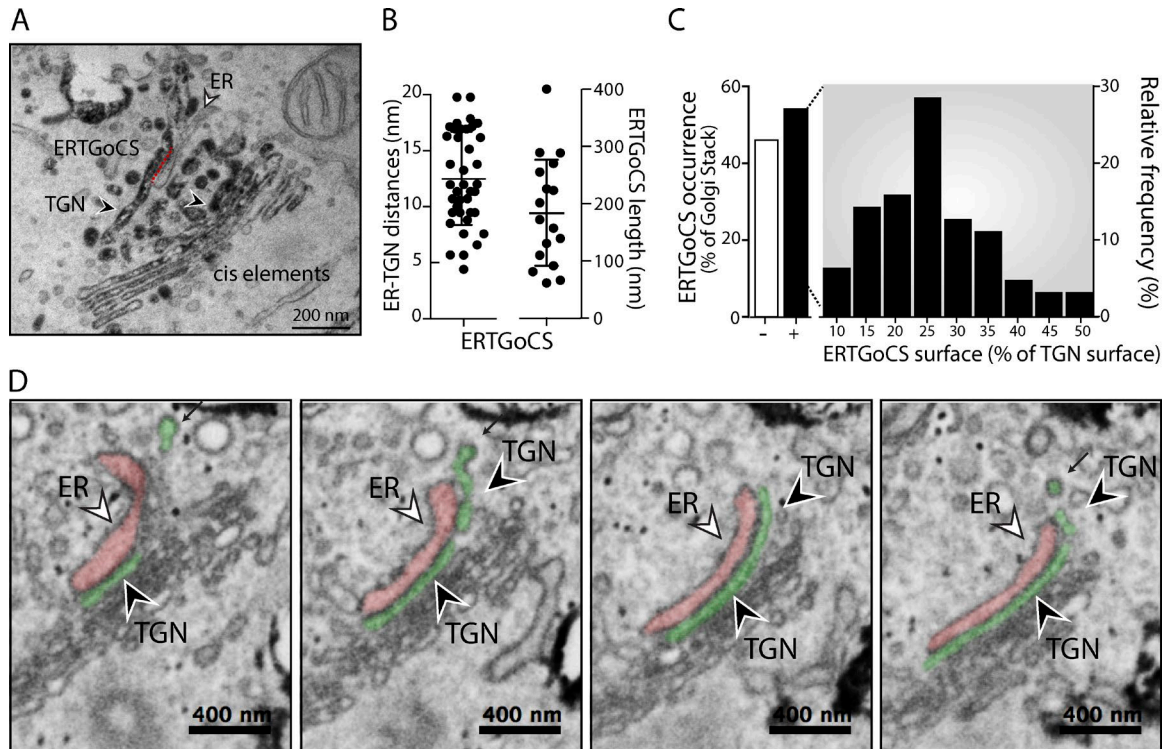 A
ER
ERTGoCS
TGN
cis elements
200 nm
B
ER-TGN distances (nm)
20
15
10
5
0
ERTGoCS length (nm)
400
300
200
100
0
ERTGoCS
C
ERTGoCS occurrence
(% of Golgi Stack)
60
40
20
0
- +
Relative frequency (%)
30
20
10
0
10 15 20 25 30 35 40 45 50
ERTGoCS surface (% of TGN surface)
D
ER
TGN
400 nm
TGN
ER
TGN
400 nm
TGN
ER
TGN
400 nm
TGN
ER
TGN
400 nm